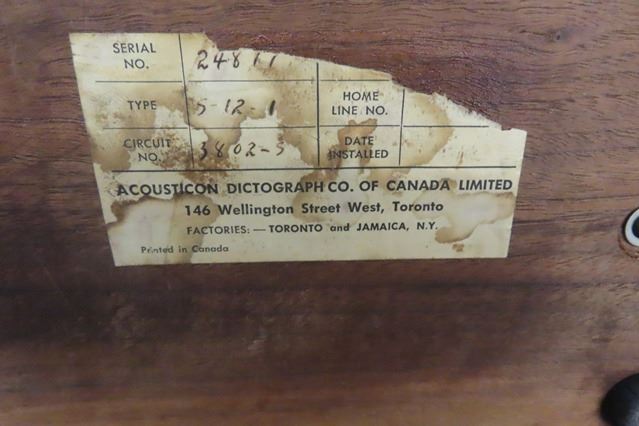 SERIAL NO. 24811
TYPE 5-12-1 HOME LINE NO.
CIRCUIT NO. 3802-S DATE INSTALLED
ACOUSTICON DICTOGRAPH CO. OF CANADA LIMITED
146 Wellington Street West, Toronto
FACTORIES: — TORONTO and JAMAICA, N.Y.
Printed in Canada